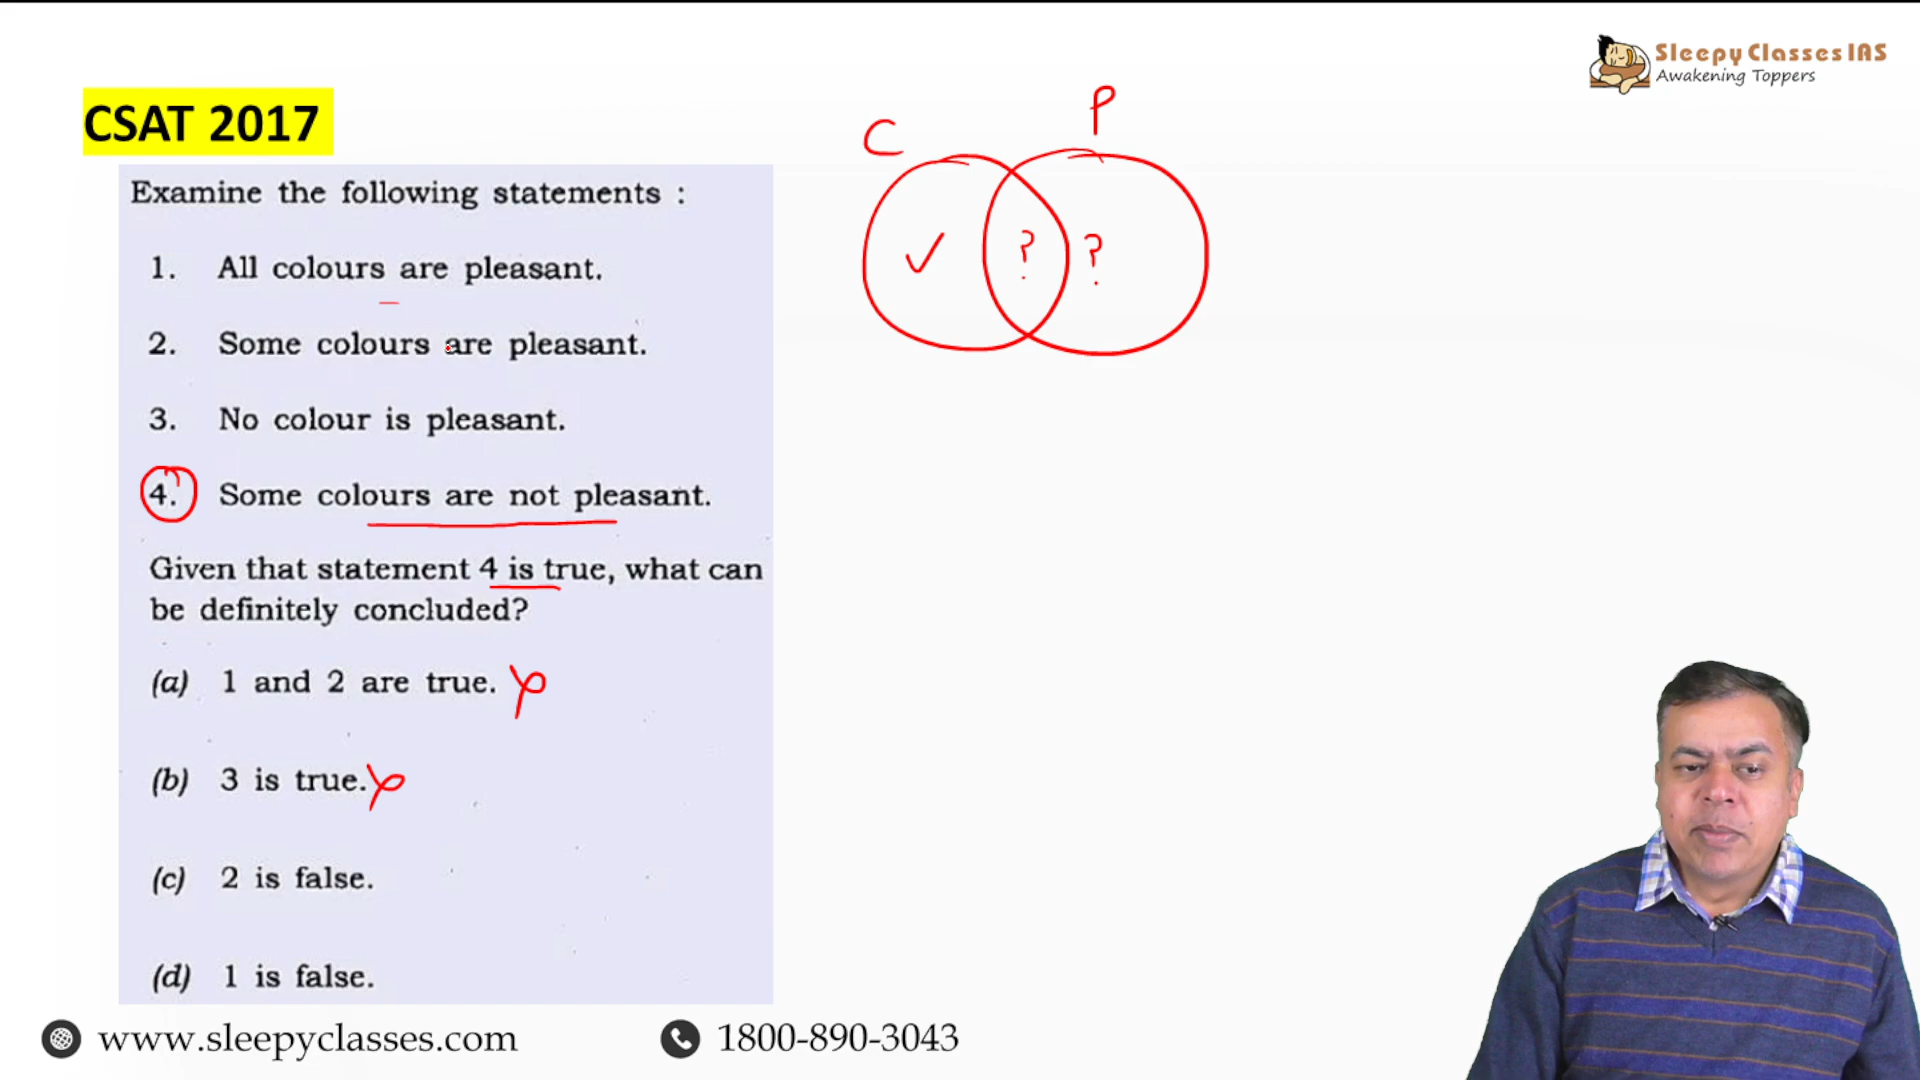 Sleepy Classes IAS
Awakening Toppers
CSAT 2017
C
P
Examine the following statements :
1. All colours are pleasant.
2. Some colours are pleasant.
3. No colour is pleasant.
4. Some colours are not pleasant.
Given that statement 4 is true, what can
be definitely concluded?
(a) 1 and 2 are true.
(b) 3 is true.
(c) 2 is false.
(d) 1 is false.
✓ ? ?
www.sleepyclasses.com
1800-890-3043